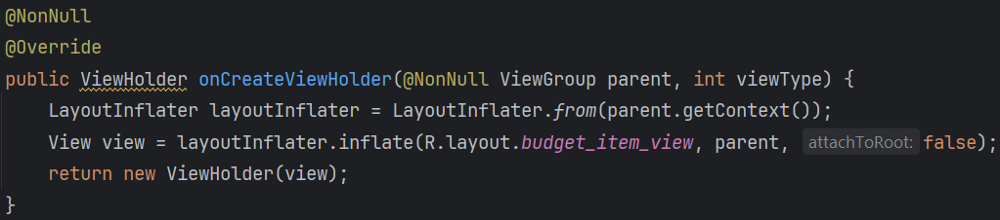 @NonNull
@Override
public ViewHolder onCreateViewHolder(@NonNull ViewGroup parent, int viewType) {
    LayoutInflater layoutInflater = LayoutInflater.from(parent.getContext());
    View view = layoutInflater.inflate(R.layout.budget_item_view, parent, attachToRoot: false);
    return new ViewHolder(view);
}